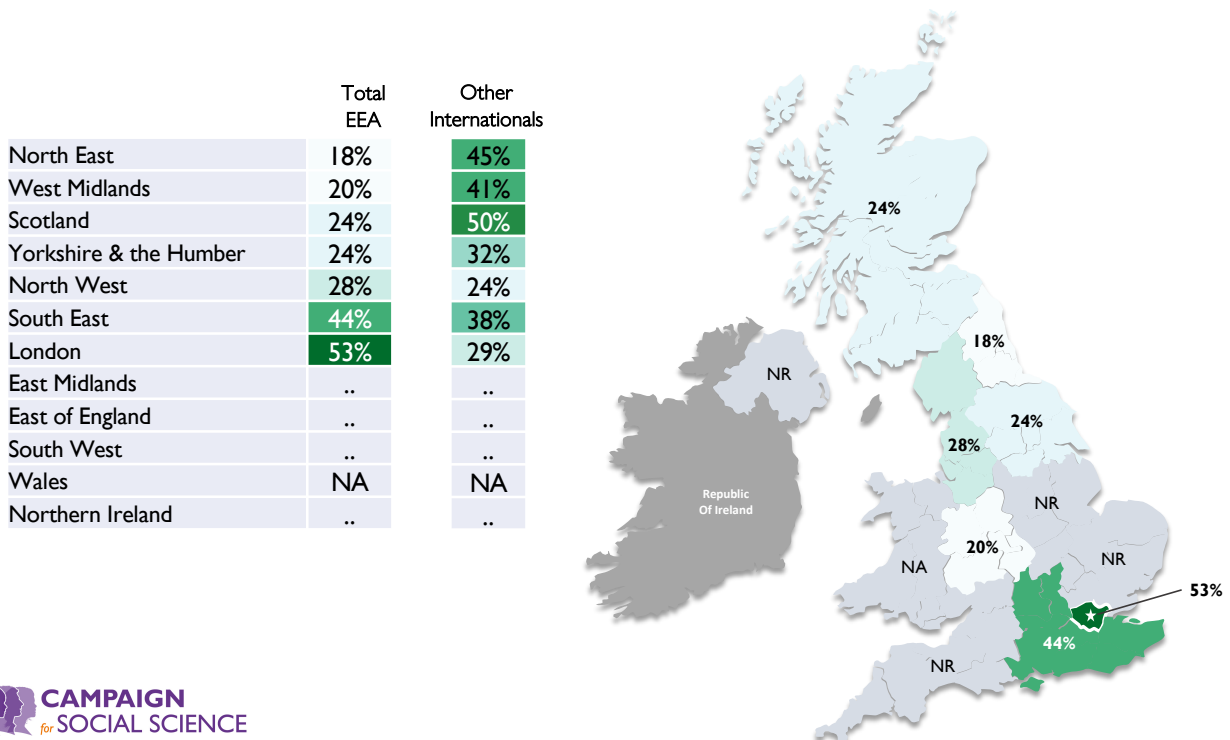 Total
EEA
Other
Internationals
North East 18% 45%
West Midlands 20% 41%
Scotland 24% 50%
Yorkshire & the Humber 24% 32%
North West 28% 24%
South East 44% 38%
London 53% 29%
East Midlands .. ..
East of England .. ..
South West .. ..
Wales NA NA
Northern Ireland .. ..
24%
18%
NR
24%
28%
Republic
Of Ireland
NR
20%
NR
NA
53%
44%
NR
CAMPAIGN
for SOCIAL SCIENCE